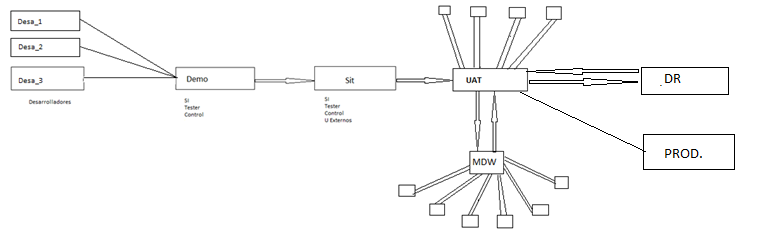 Desa_1
Desa_2
Desa_3
Desarrolladores
Demo
SI
Tester
Control
Sit
SI
Tester
Control
U Externos
UAT
MDW
DR
PROD.